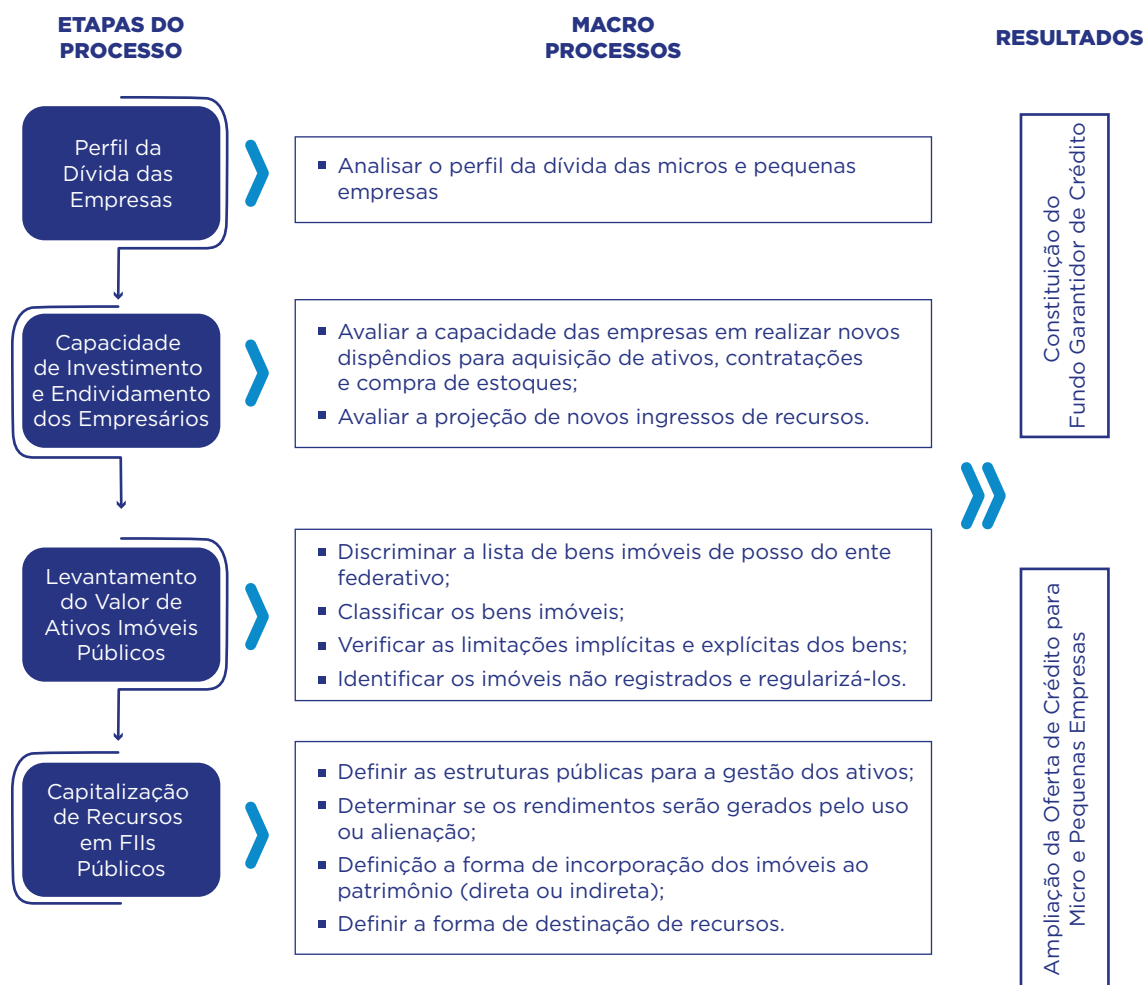 ETAPAS DO
PROCESSO
MACRO
PROCESSOS
RESULTADOS
Perfil da
Dívida das
Empresas
▪ Analisar o perfil da dívida das micros e pequenas
empresas
Capacidade
de Investimento
e Endividamento
dos Empresários
▪ Avaliar a capacidade das empresas em realizar novos
dispêndios para aquisição de ativos, contratações
e compra de estoques;
▪ Avaliar a projeção de novos ingressos de recursos.
Levantamento
do Valor de
Ativos Imóveis
Públicos
▪ Discriminar a lista de bens imóveis de posso do ente
federativo;
▪ Classificar os bens imóveis;
▪ Verificar as limitações implícitas e explícitas dos bens;
▪ Identificar os imóveis não registrados e regularizá-los.
Capitalização
de Recursos
em FIIs
Públicos
▪ Definir as estruturas públicas para a gestão dos ativos;
▪ Determinar se os rendimentos serão gerados pelo uso
ou alienação;
▪ Definição a forma de incorporação dos imóveis ao
patrimônio (direta ou indireta);
▪ Definir a forma de destinação de recursos.
Constituição do
Fundo Garantidor de Crédito
Ampliação da Oferta de Crédito para
Micro e Pequenas Empresas